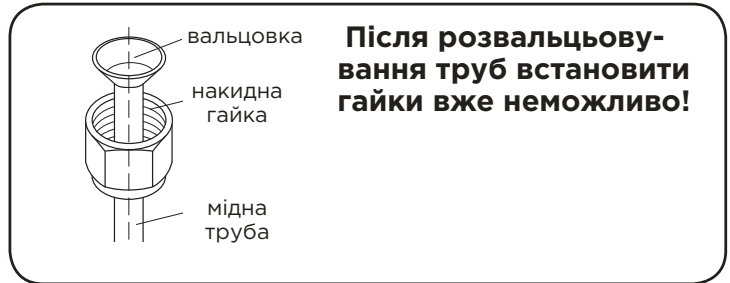 вальцовка
накидна
гайка
мідна
труба
Після розвальцьову-
вання труб встановити
гайки вже неможливо!